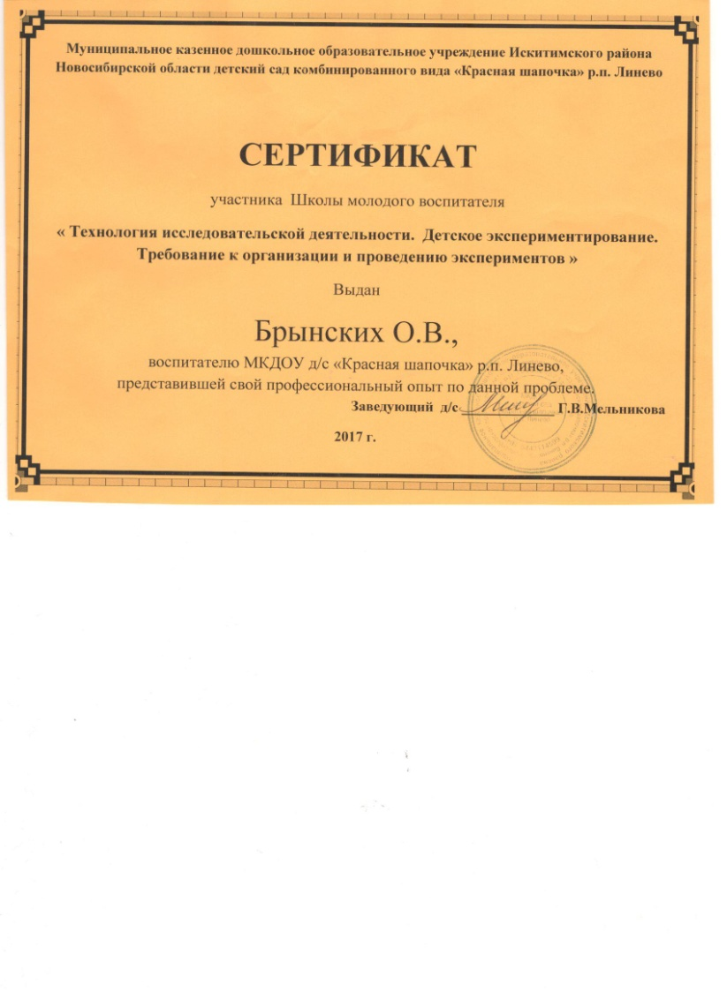 Муниципальное казенное дошкольное образовательное учреждение Искитимского района
Новосибирской области детский сад комбинированного вида «Красная шапочка» р.п. Линево
СЕРТИФИКАТ
участника Школы молодого воспитателя
« Технология исследовательской деятельности. Детское экспериментирование.
Требование к организации и проведению экспериментов »
Выдан
Брынских О.В.,
воспитателю МКДОУ д/с «Красная шапочка» р.п. Линево,
представившей свой профессиональный опыт по данной проблеме.
Заведующий д/с Г.В.Мельникова
2017 г.